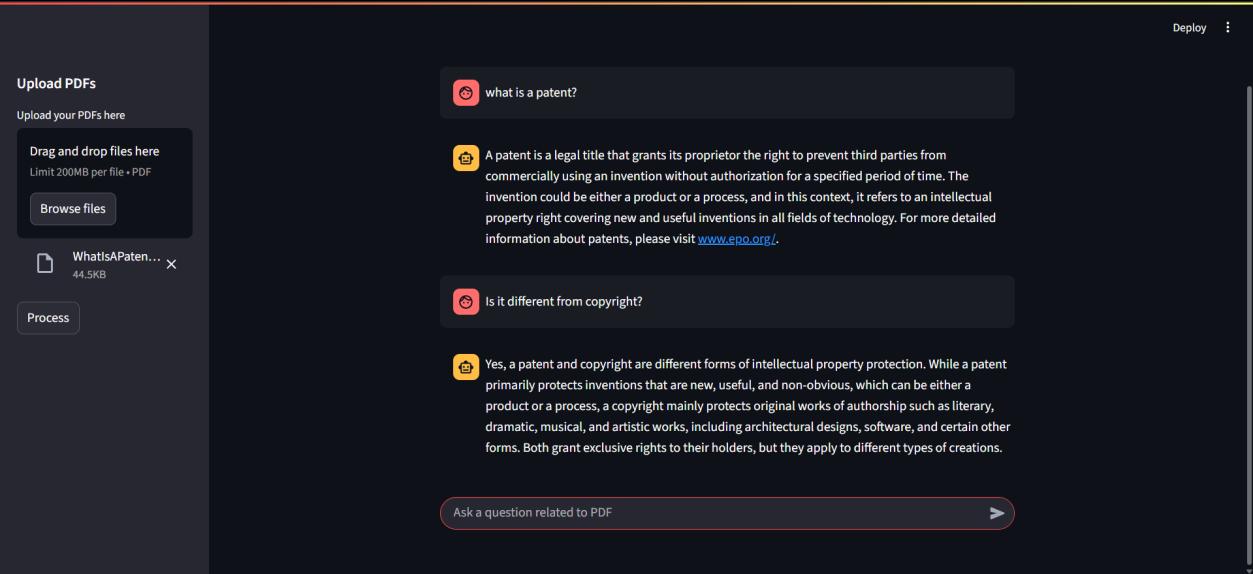 Deploy
Upload PDFs
Upload your PDFs here
Drag and drop files here
Limit 200MB per file • PDF
Browse files
WhatIsAPaten...
44.5KB
Process
what is a patent?
A patent is a legal title that grants its proprietor the right to prevent third parties from
commercially using an invention without authorization for a specified period of time. The
invention could be either a product or a process, and in this context, it refers to an intellectual
property right covering new and useful inventions in all fields of technology. For more detailed
information about patents, please visit www.epo.org/.
Is it different from copyright?
Yes, a patent and copyright are different forms of intellectual property protection. While a patent
primarily protects inventions that are new, useful, and non-obvious, which can be either a
product or a process, a copyright mainly protects original works of authorship such as literary,
dramatic, musical, and artistic works, including architectural designs, software, and certain other
forms. Both grant exclusive rights to their holders, but they apply to different types of creations.
Ask a question related to PDF